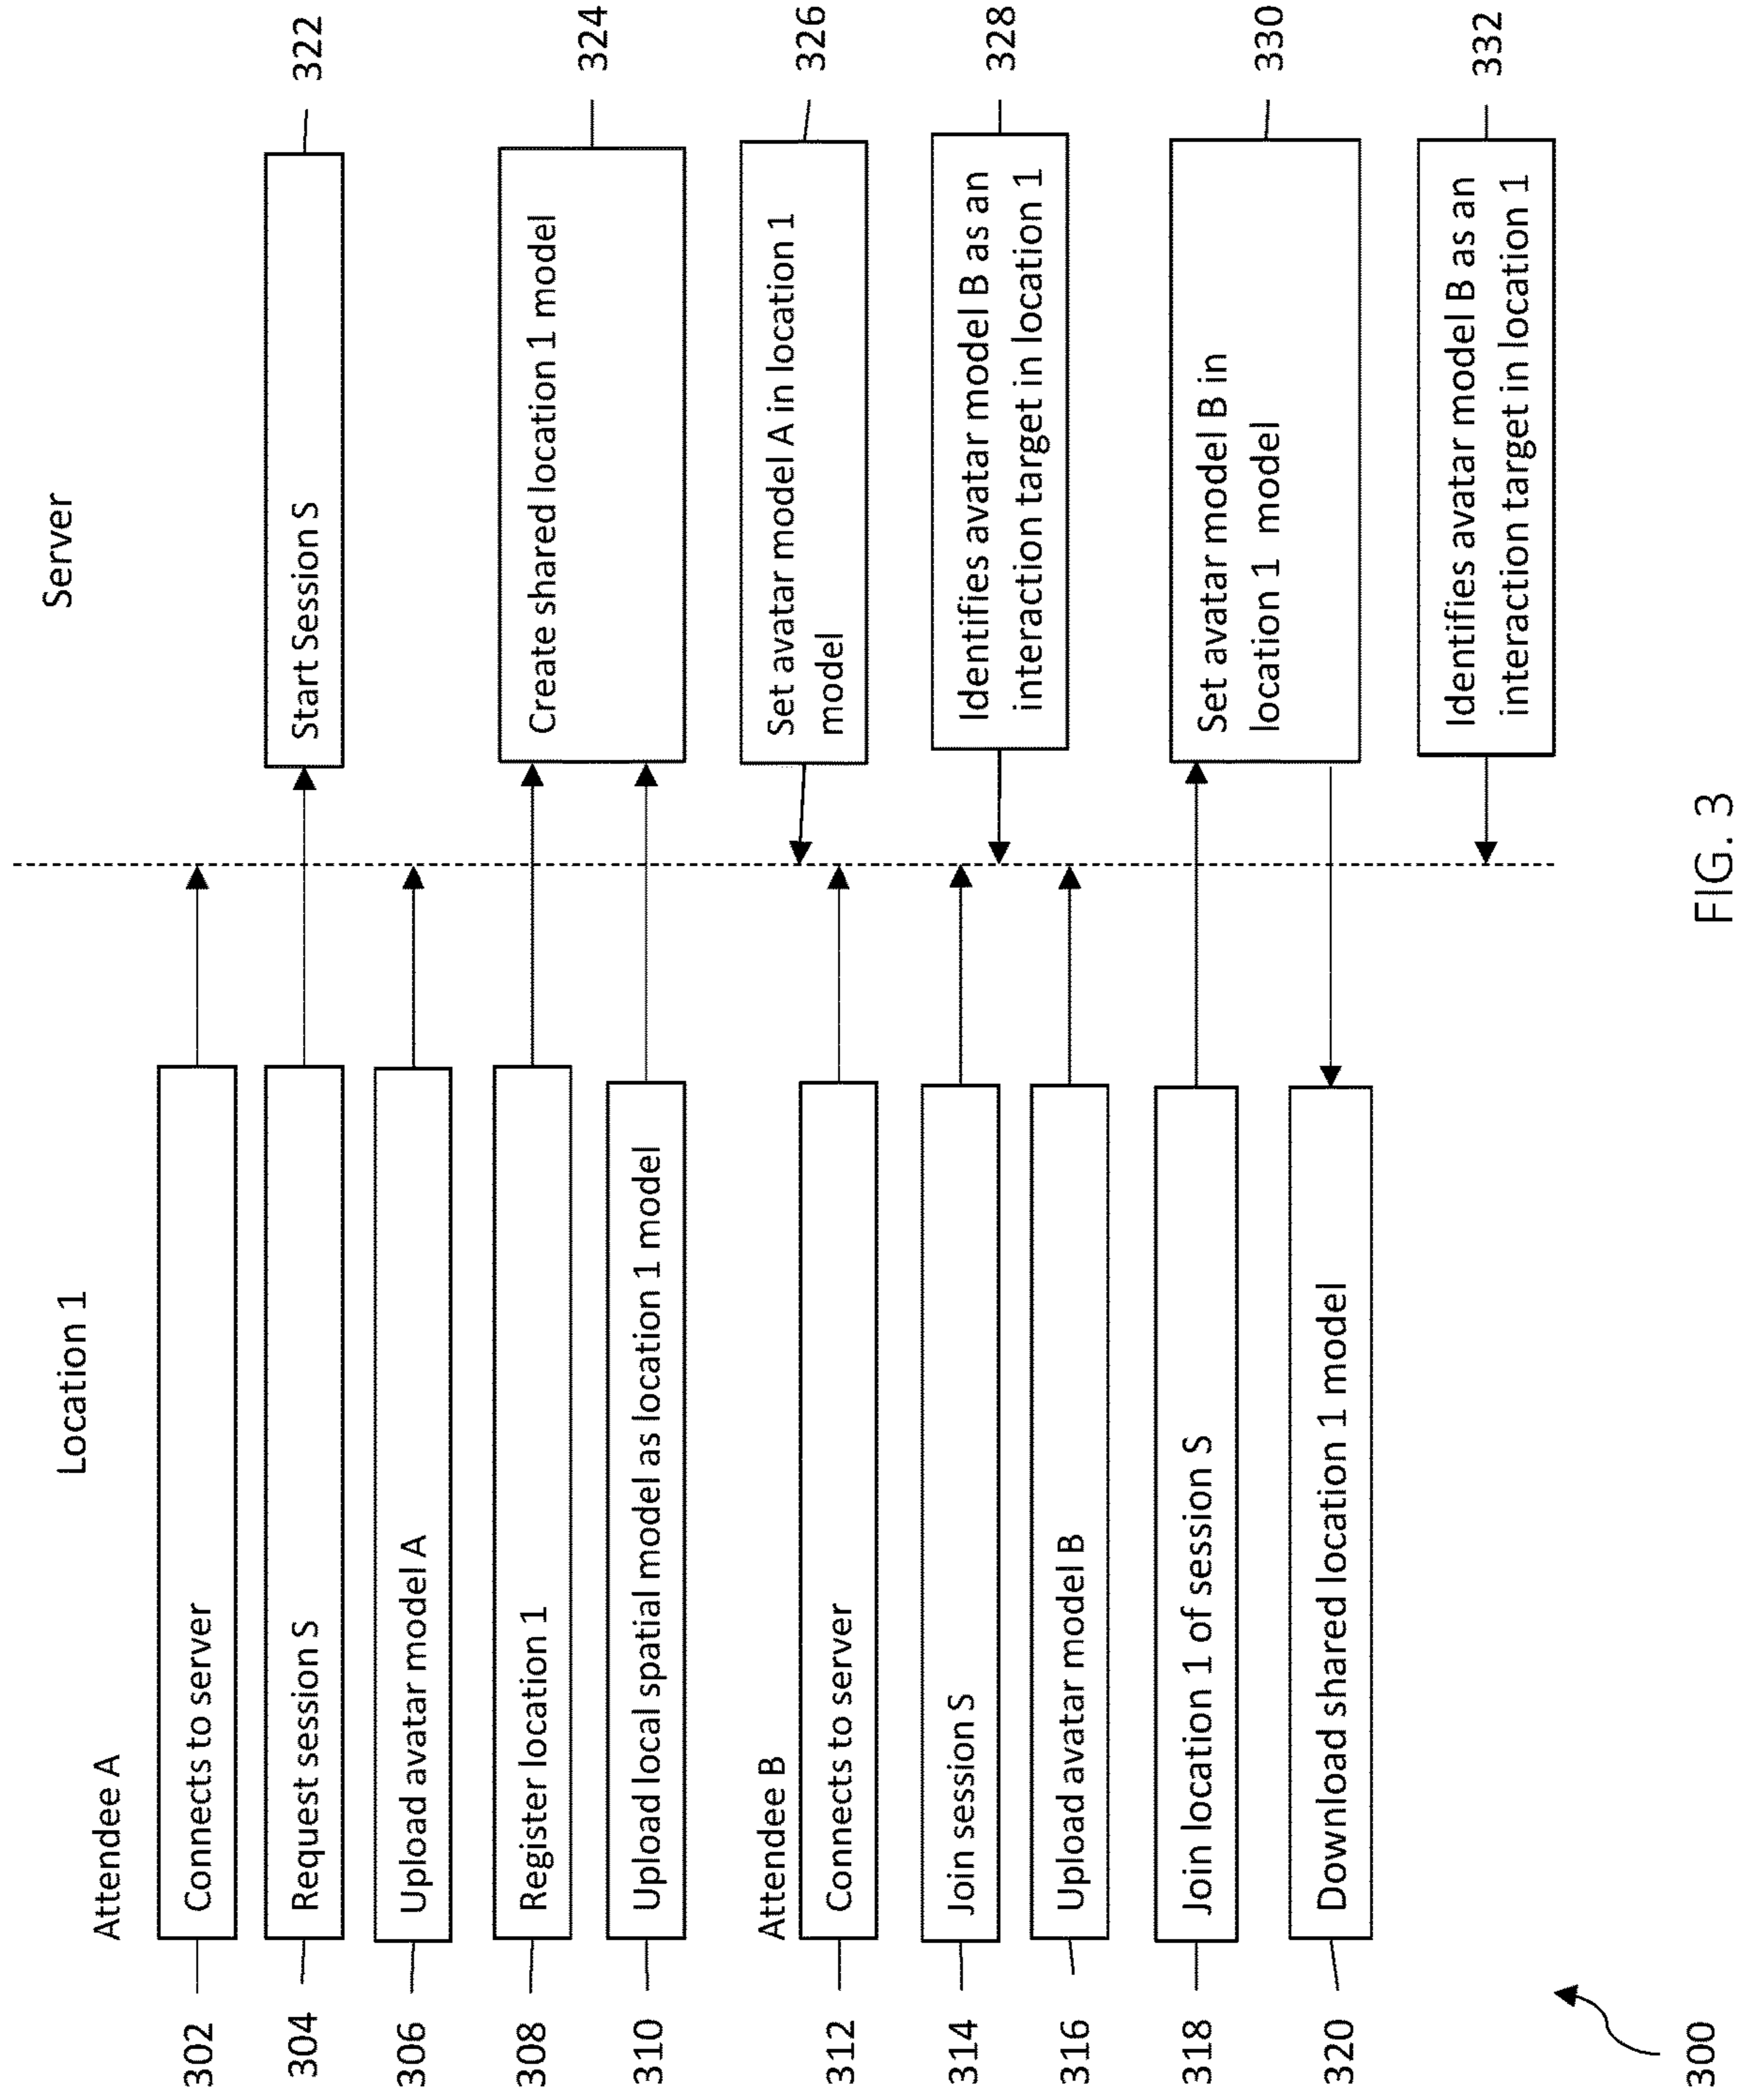 Location 1
Server
Attendee A
302
Connects to server
304
Request session S
Start Session S
322
306
Upload avatar model A
308
Register location 1
Create shared location 1 model
324
310
Upload local spatial model as location 1 model
Set avatar model A in location 1
model
326
Attendee B
312
Connects to server
314
Join session S
Identifies avatar model B as an
interaction target in location 1
328
316
Upload avatar model B
318
Join location 1 of session S
Set avatar model B in
location 1 model
330
320
Download shared location 1 model
Identifies avatar model B as an
interaction target in location 1
332
300
FIG. 3